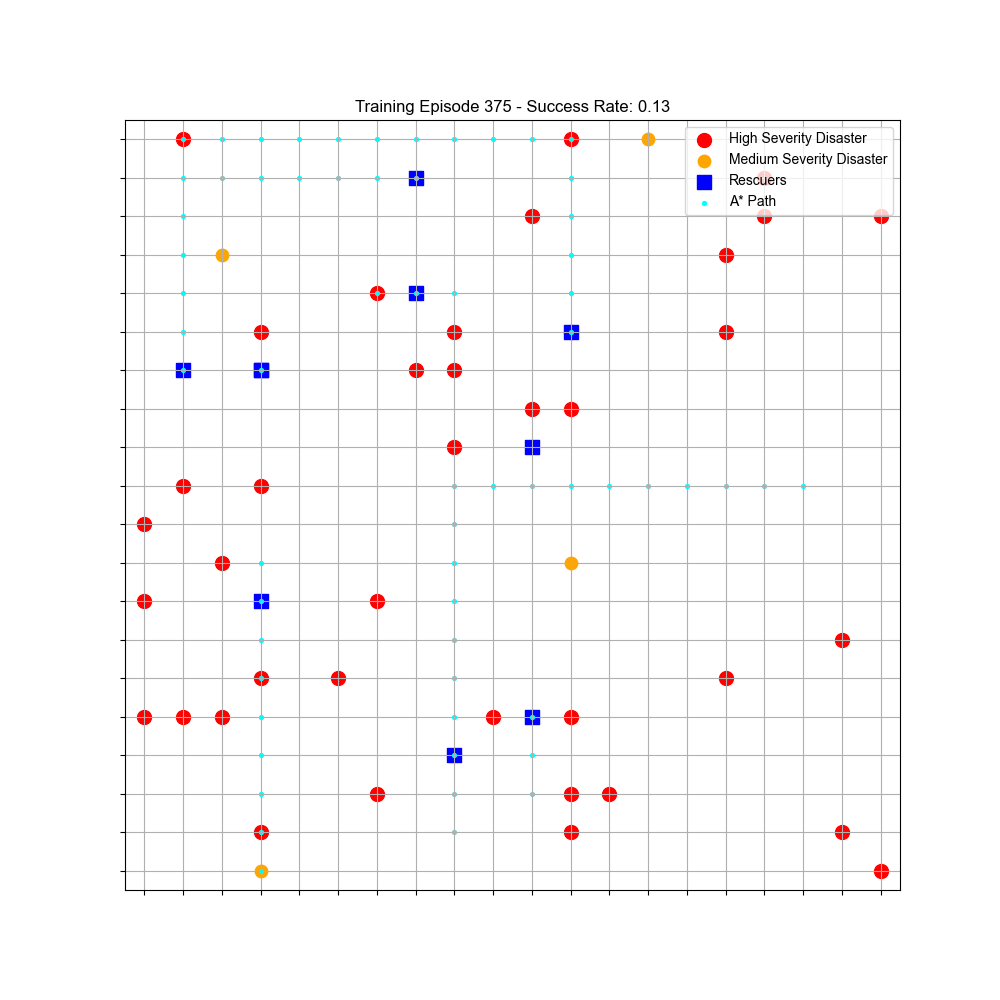 Training Episode 375 - Success Rate: 0.13
High Severity Disaster
Medium Severity Disaster
Rescuers
A* Path